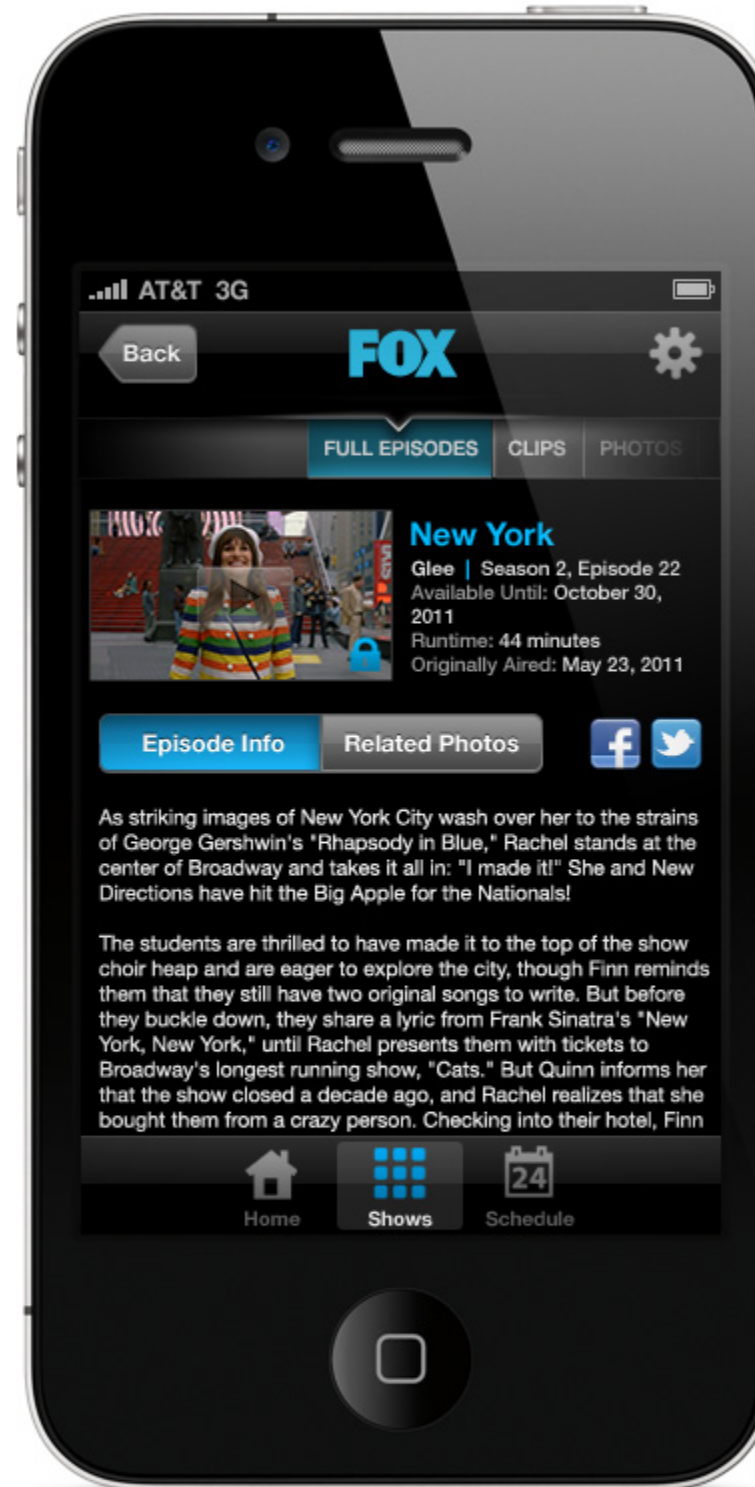 AT&T 3G
Back
FOX
FULL EPISODES
CLIPS
PHOTOS
New York
Glee | Season 2, Episode 22
Available Until: October 30,
2011
Runtime: 44 minutes
Originally Aired: May 23, 2011
Episode Info
Related Photos
As striking images of New York City wash over her to the strains
of George Gershwin's "Rhapsody in Blue," Rachel stands at the
center of Broadway and takes it all in: "I made it!" She and New
Directions have hit the Big Apple for the Nationals!
The students are thrilled to have made it to the top of the show
choir heap and are eager to explore the city, though Finn reminds
them that they still have two original songs to write. But before
they buckle down, they share a lyric from Frank Sinatra's "New
York, New York," until Rachel presents them with tickets to
Broadway's longest running show, "Cats." But Quinn informs her
that the show closed a decade ago, and Rachel realizes that she
bought them from a crazy person. Checking into their hotel, Finn
24
Home
Shows
Schedule